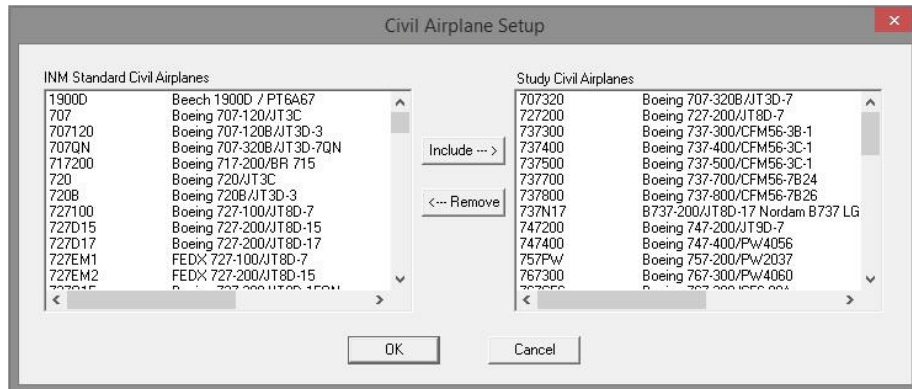 Civil Airplane Setup
INM Standard Civil Airplanes
1900D Beech 1900D / PT6A67
707 Boeing 707-120/JT3C
707120 Boeing 707-120B/JT3D-3
707QN Boeing 707-320B/JT3D-7QN
717200 Boeing 717-200/BR 715
720 Boeing 720/JT3C
720B Boeing 720B/JT3D-3
727100 Boeing 727-100/JT8D-7
727D15 Boeing 727-200/JT8D-15
727D17 Boeing 727-200/JT8D-17
727EM1 FEDX 727-100/JT8D-7
727EM2 FEDX 727-200/JT8D-15
Include --- >
<--- Remove
Study Civil Airplanes
707320 Boeing 707-320B/JT3D-7
727200 Boeing 727-200/JT8D-7
737300 Boeing 737-300/CFM56-3B-1
737400 Boeing 737-400/CFM56-3C-1
737500 Boeing 737-500/CFM56-3C-1
737700 Boeing 737-700/CFM56-7B24
737800 Boeing 737-800/CFM56-7B26
737N17 B737-200/JT8D-17 Nordam B737 LG
747200 Boeing 747-200/JT9D-7
747400 Boeing 747-400/PW4056
757PW Boeing 757-200/PW2037
767300 Boeing 767-300/PW4060
OK
Cancel